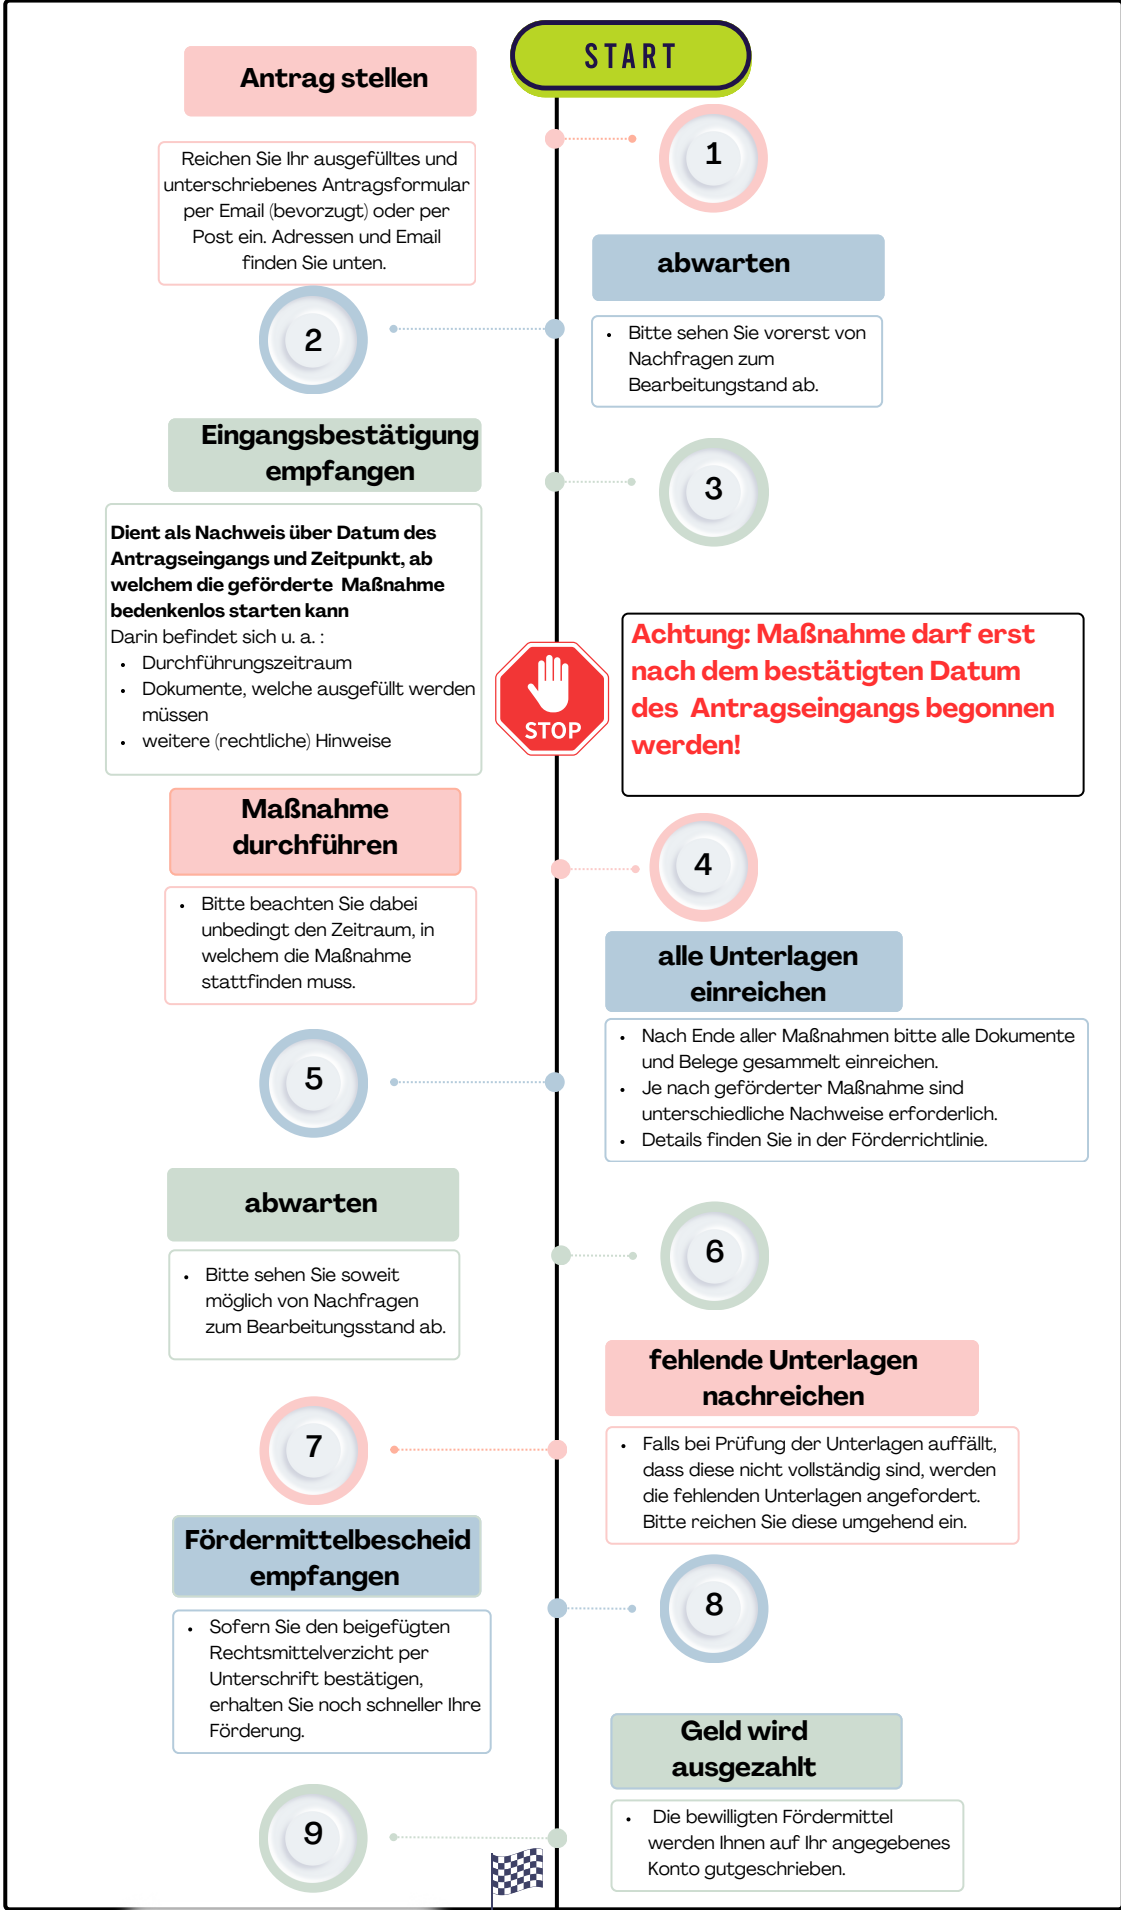 START
Antrag stellen
1
Reichen Sie Ihr ausgefülltes und
unterschriebenes Antragsformular
per Email (bevorzugt) oder per
Post ein. Adressen und Email
finden Sie unten.
abwarten
2
• Bitte sehen Sie vorerst von
Nachfragen zum
Bearbeitungstand ab.
Eingangsbestätigung
empfangen
3
Dient als Nachweis über Datum des
Antragseingangs und Zeitpunkt, ab
welchem die geförderte Maßnahme
bedenkenlos starten kann
Darin befindet sich u. a. :
• Durchführungszeitraum
• Dokumente, welche ausgefüllt werden
müssen
• weitere (rechtliche) Hinweise
STOP
Achtung: Maßnahme darf erst
nach dem bestätigten Datum
des Antragseingangs begonnen
werden!
Maßnahme
durchführen
4
• Bitte beachten Sie dabei
unbedingt den Zeitraum, in
welchem die Maßnahme
stattfinden muss.
alle Unterlagen
einreichen
5
• Nach Ende aller Maßnahmen bitte alle Dokumente
und Belege gesammelt einreichen.
• Je nach geförderter Maßnahme sind
unterschiedliche Nachweise erforderlich.
• Details finden Sie in der Förderrichtlinie.
abwarten
6
• Bitte sehen Sie soweit
möglich von Nachfragen
zum Bearbeitungsstand ab.
fehlende Unterlagen
nachreichen
7
• Falls bei Prüfung der Unterlagen auffällt,
dass diese nicht vollständig sind, werden
die fehlenden Unterlagen angefordert.
Bitte reichen Sie diese umgehend ein.
Fördermittelbescheid
empfangen
8
• Sofern Sie den beigefügten
Rechtsmittelverzicht per
Unterschrift bestätigen,
erhalten Sie noch schneller Ihre
Förderung.
Geld wird
ausgezahlt
9
• Die bewilligten Fördermittel
werden Ihnen auf Ihr angegebenes
Konto gutgeschrieben.